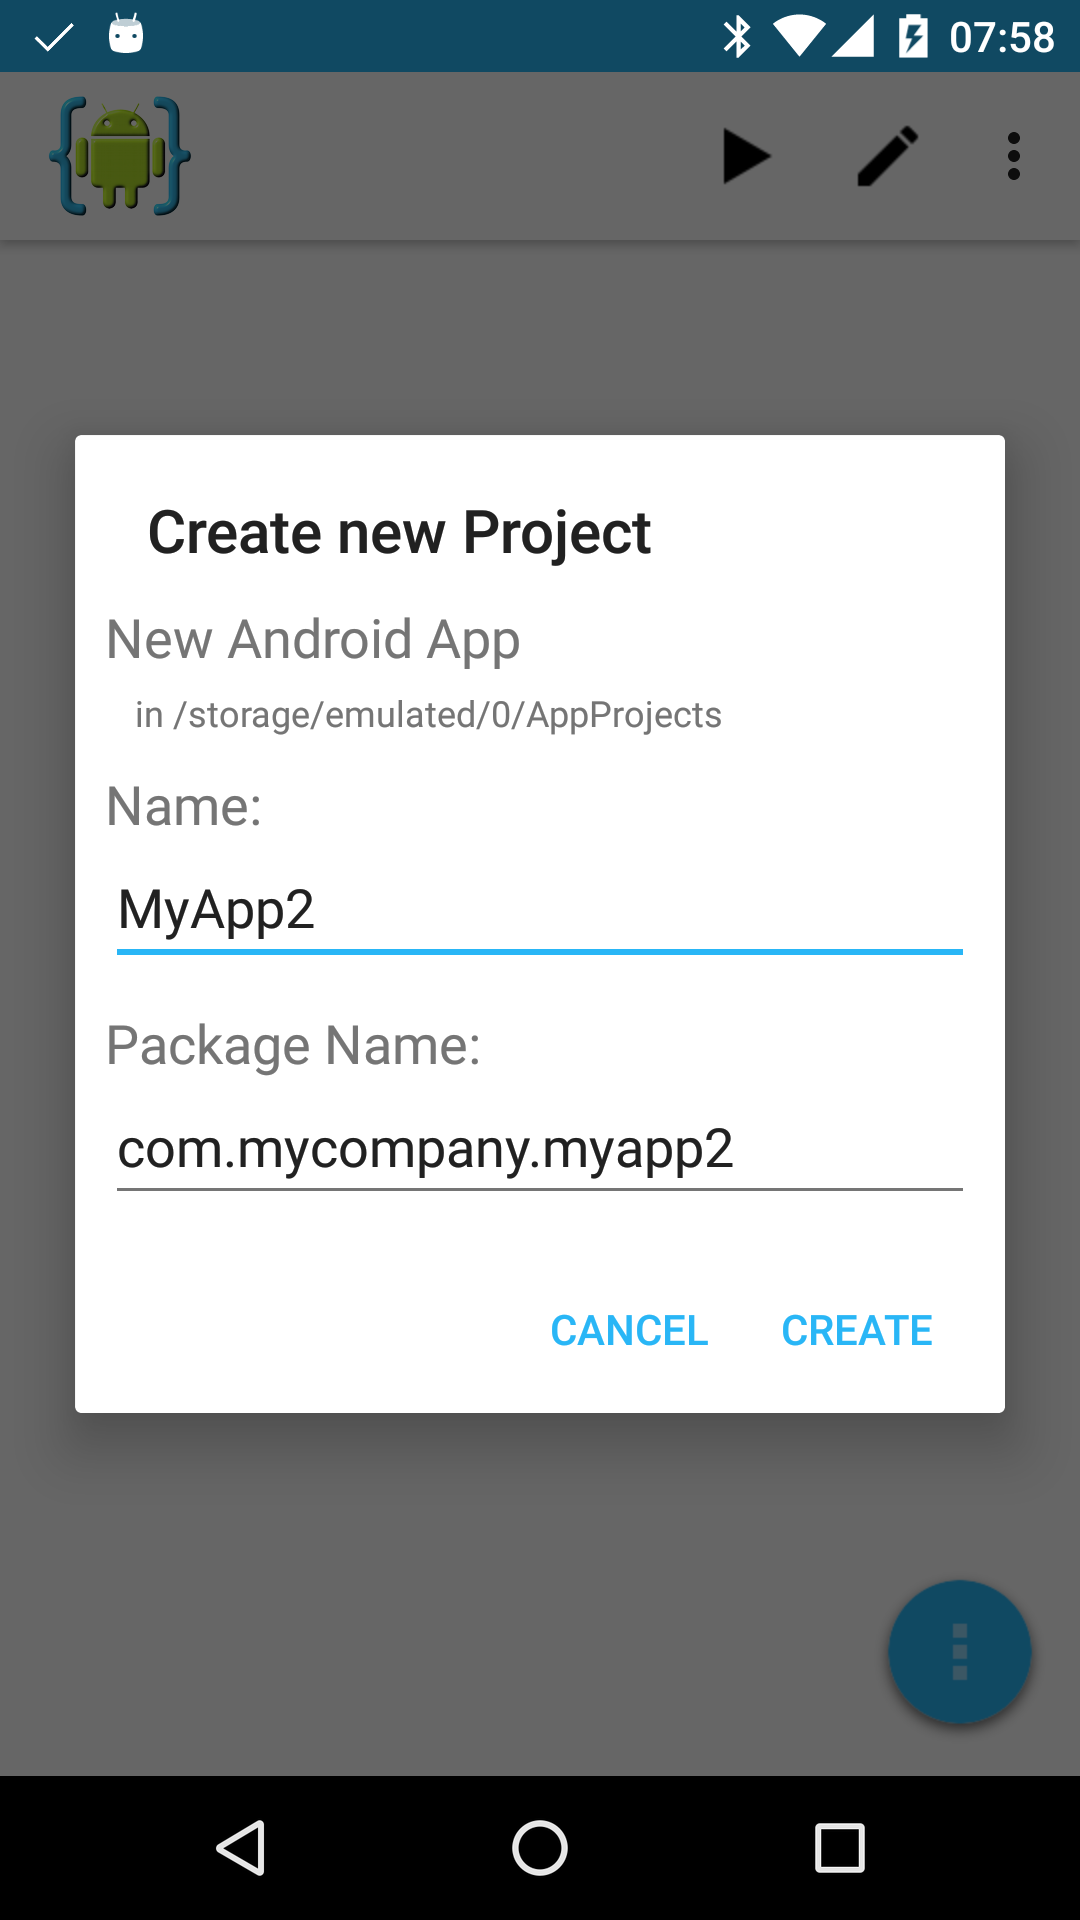 07:58
Create new Project
New Android App
in /storage/emulated/0/AppProjects
Name:
MyApp2
Package Name:
com.mycompany.myapp2
CANCEL CREATE